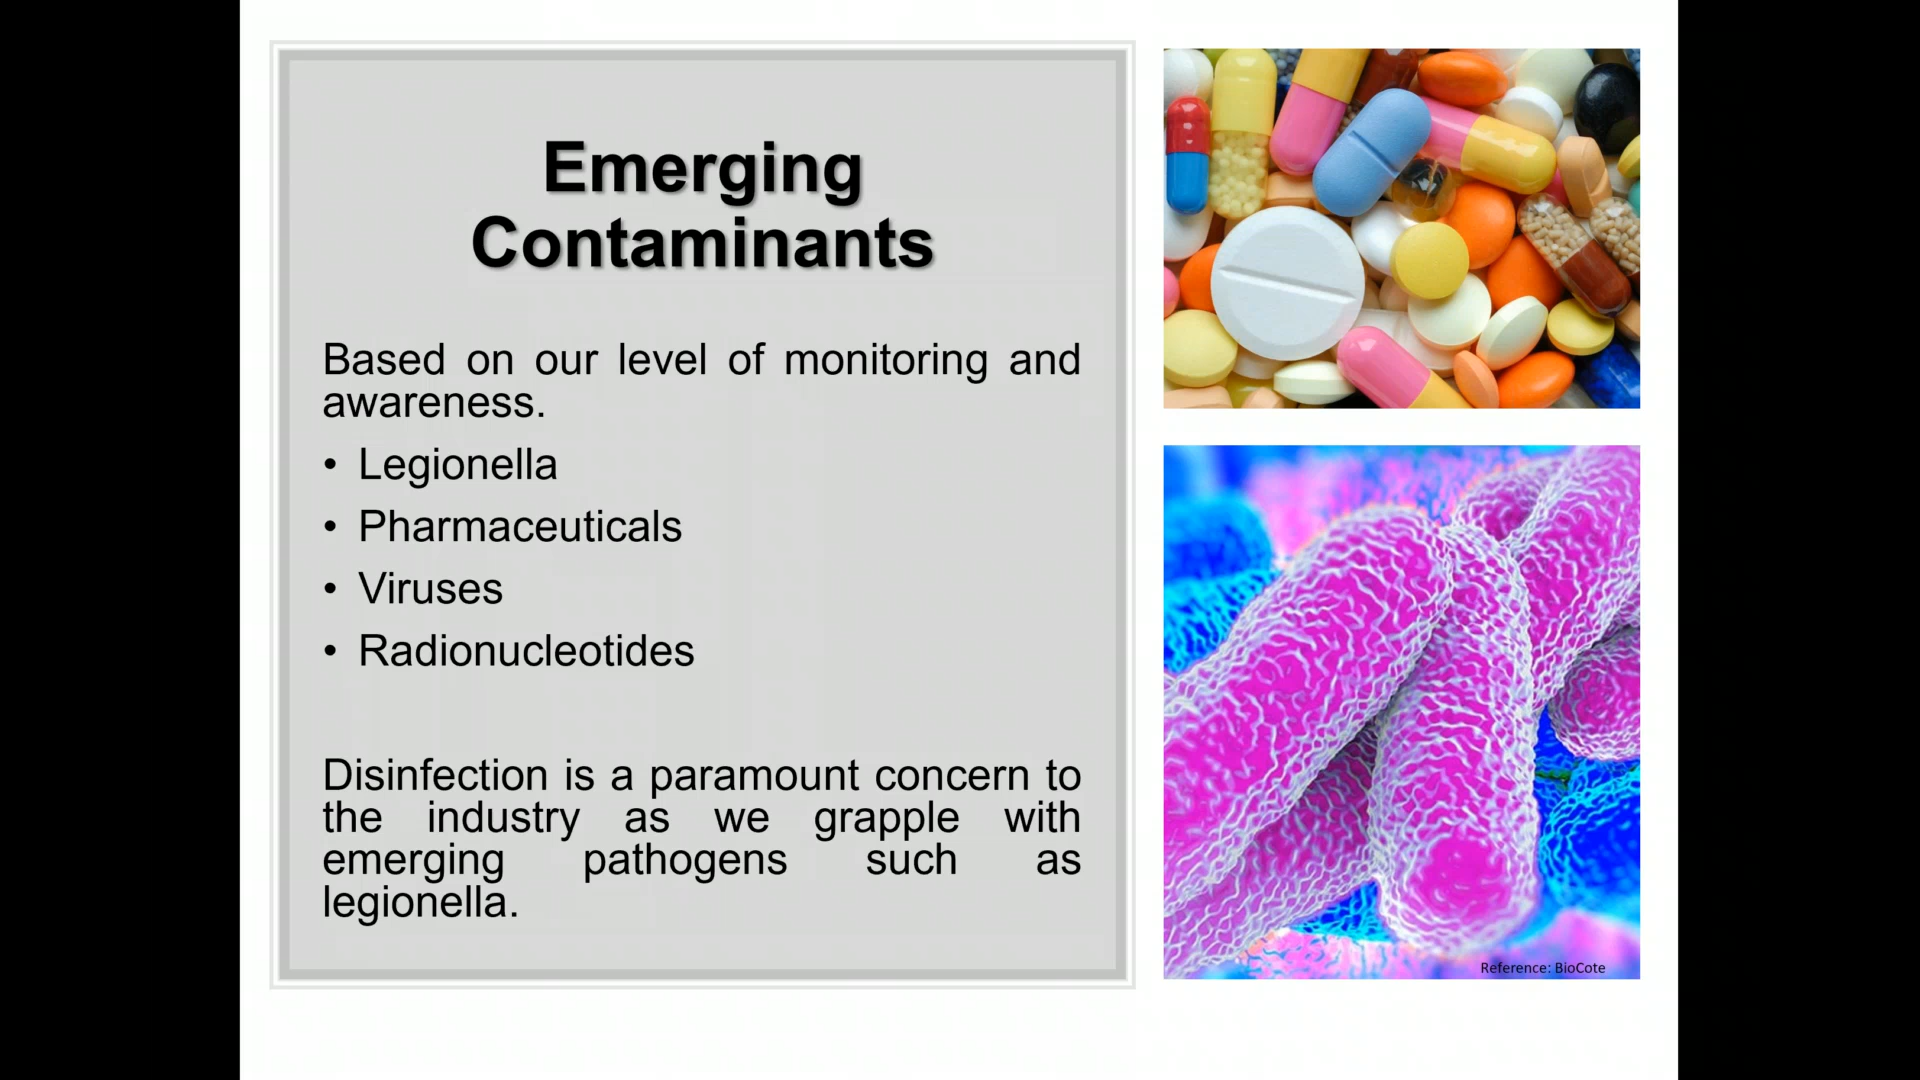 Emerging
Contaminants
Based on our level of monitoring and
awareness.
• Legionella
• Pharmaceuticals
• Viruses
• Radionucleotides
Disinfection is a paramount concern to
the industry as we grapple with
emerging pathogens such as
legionella.
Reference: BioCote